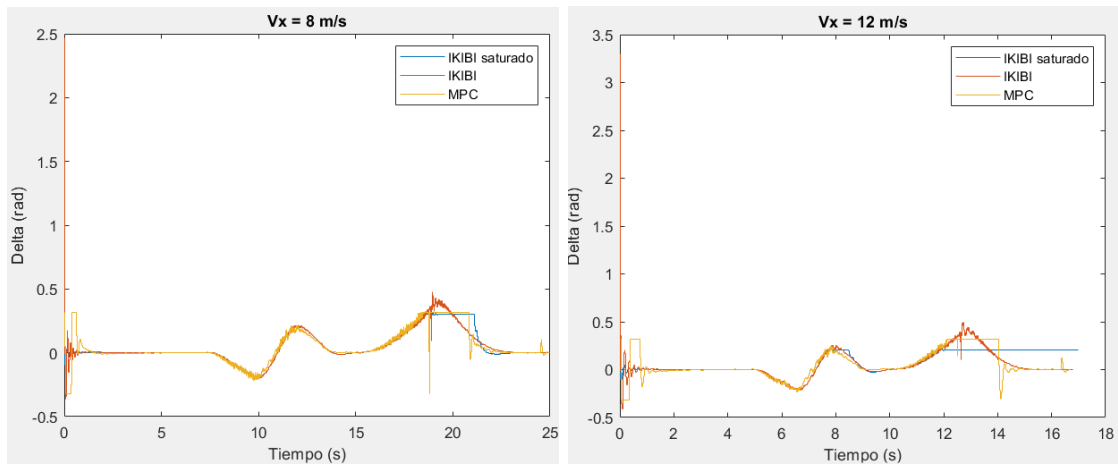 Vx = 8 m/s
2.5
2
1.5
1
0.5
0
-0.5
Delta (rad)
0
5
10
15
20
25
Tiempo (s)
IKIBI saturado
IKIBI
MPC
Vx = 12 m/s
3.5
3
2.5
2
1.5
1
0.5
0
-0.5
Delta (rad)
0
2
4
6
8
10
12
14
16
18
Tiempo (s)
IKIBI saturado
IKIBI
MPC